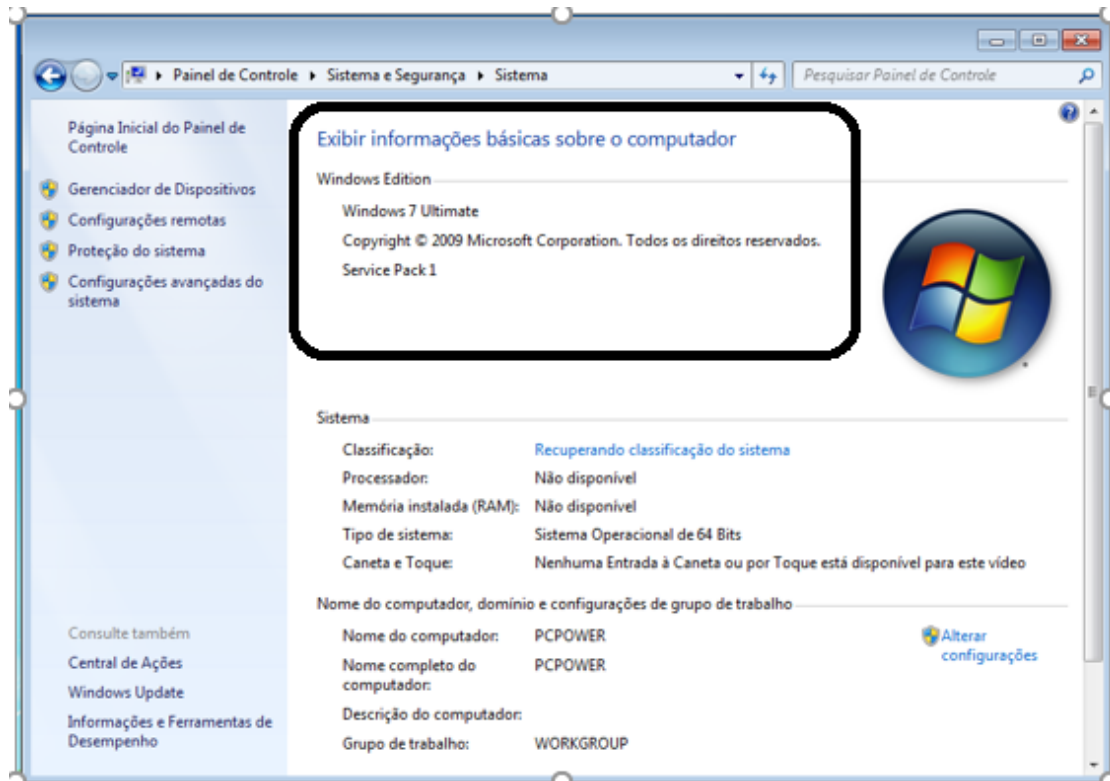 Painel de Controle ▸ Sistema e Segurança ▸ Sistema
Pesquisar Painel de Controle
Página Inicial do Painel de
Controle
Gerenciador de Dispositivos
Configurações remotas
Proteção do sistema
Configurações avançadas do
sistema
Consulte também
Central de Ações
Windows Update
Informações e Ferramentas de
Desempenho
Exibir informações básicas sobre o computador
Windows Edition
Windows 7 Ultimate
Copyright © 2009 Microsoft Corporation. Todos os direitos reservados.
Service Pack 1
Sistema
Classificação: Recuperando classificação do sistema
Processador: Não disponível
Memória instalada (RAM): Não disponível
Tipo de sistema: Sistema Operacional de 64 Bits
Caneta e Toque: Nenhuma Entrada à Caneta ou por Toque está disponível para este vídeo
Nome do computador, domínio e configurações de grupo de trabalho
Nome do computador: PCPOWER
Nome completo do PCPOWER
computador:
Descrição do computador:
Grupo de trabalho: WORKGROUP
Alterar
configurações